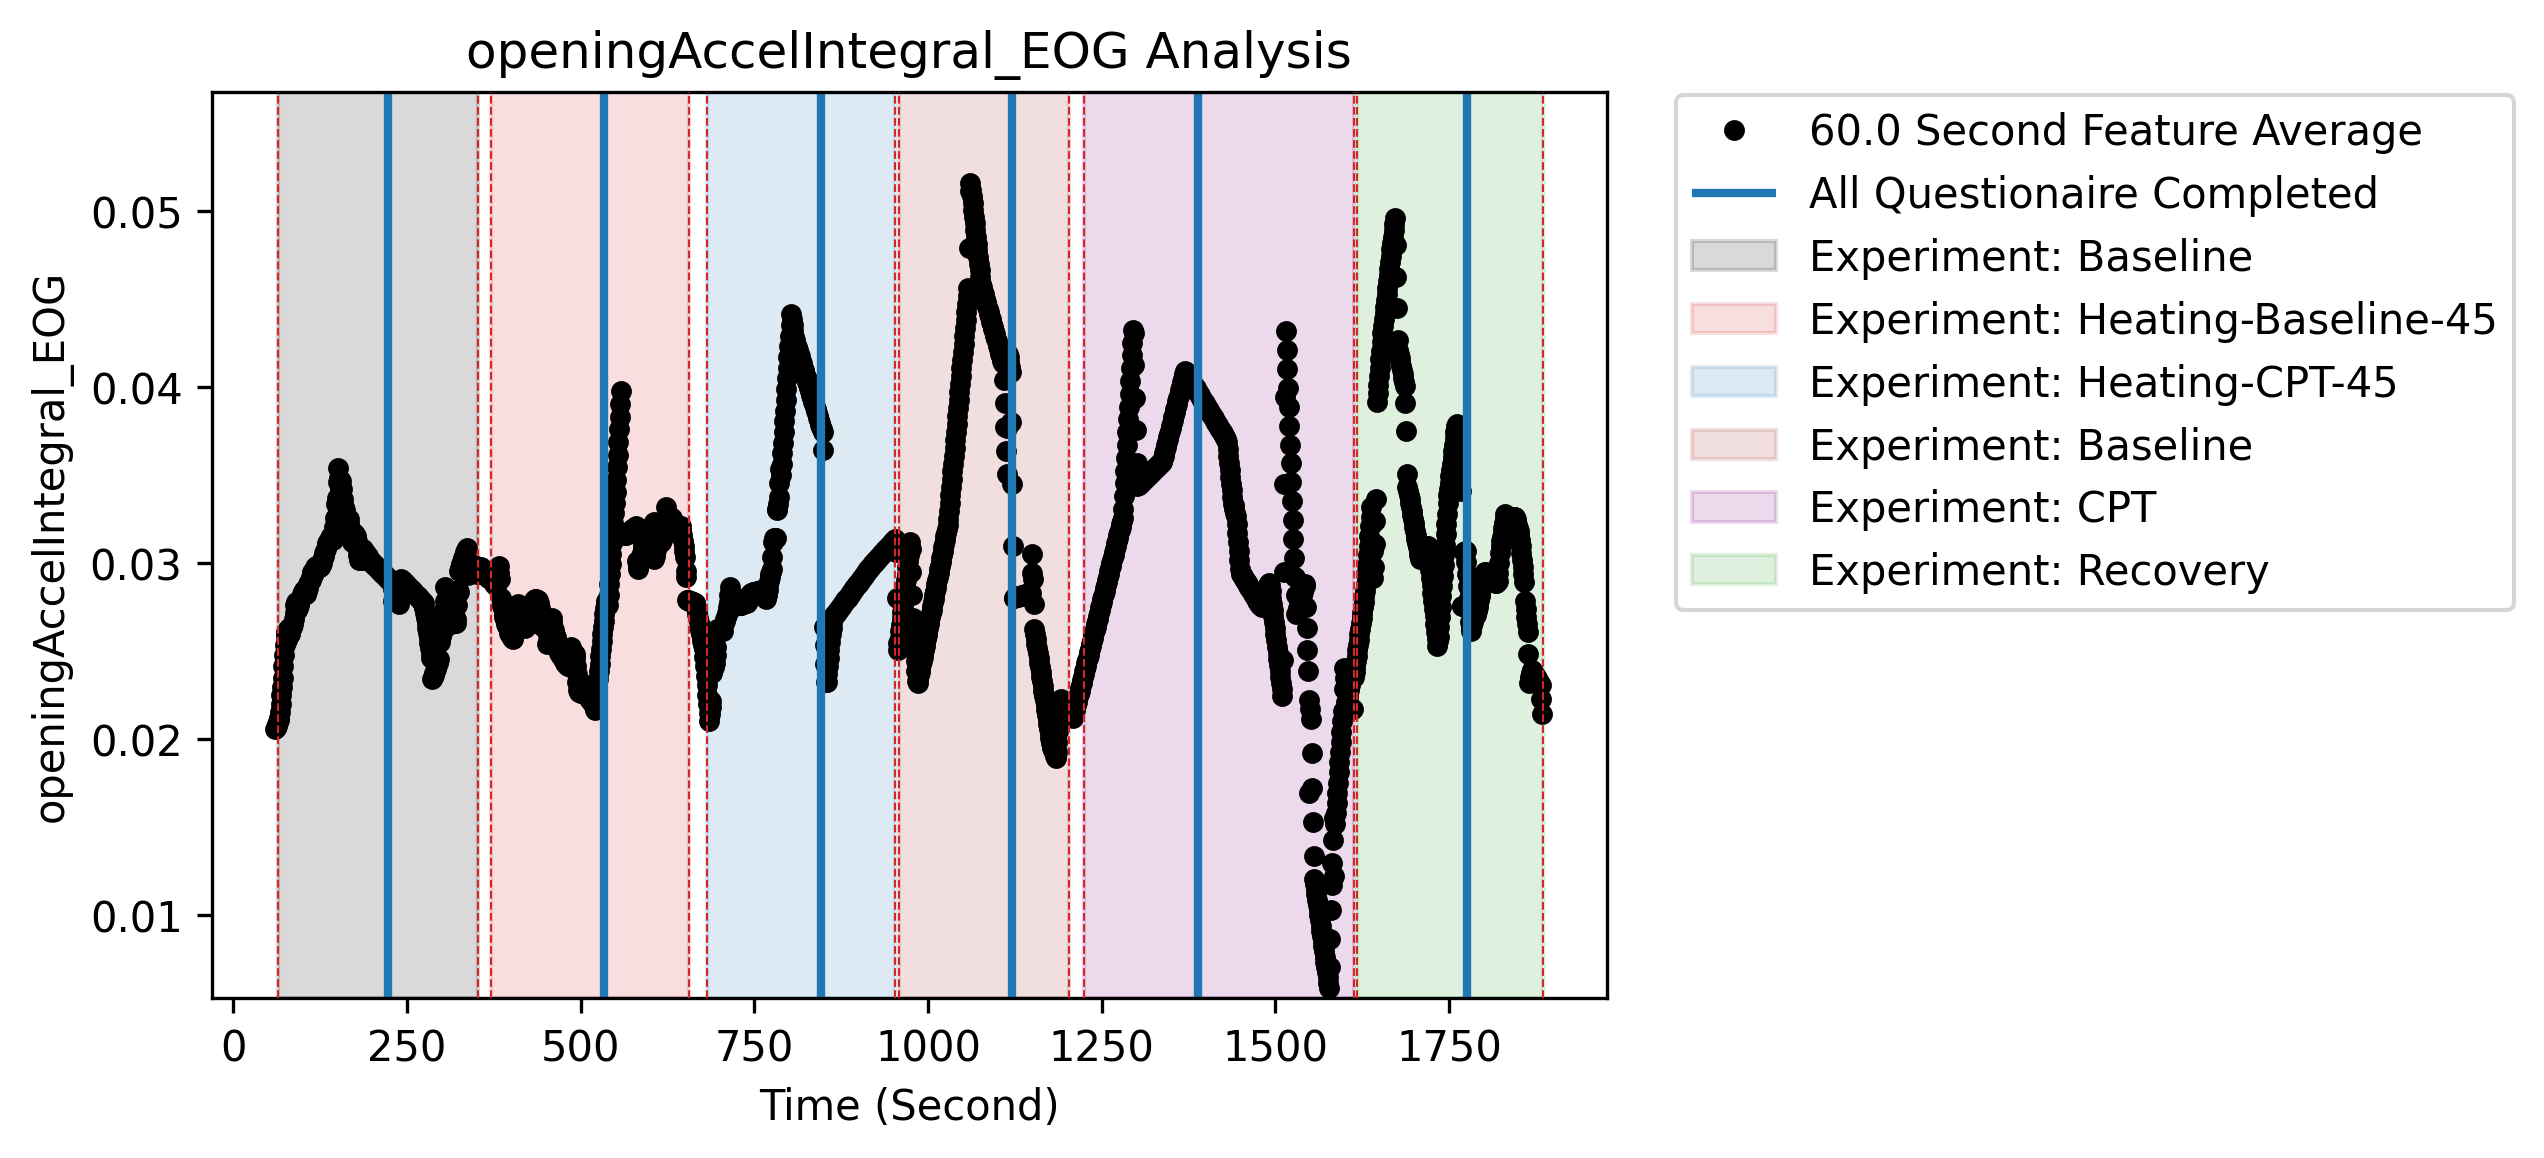 openingAccelIntegral_EOG Analysis
openingAccelIntegral_EOG
0.05
0.04
0.03
0.02
0.01
0 250 500 750 1000 1250 1500 1750
Time (Second)
60.0 Second Feature Average
All Questionaire Completed
Experiment: Baseline
Experiment: Heating-Baseline-45
Experiment: Heating-CPT-45
Experiment: Baseline
Experiment: CPT
Experiment: Recovery